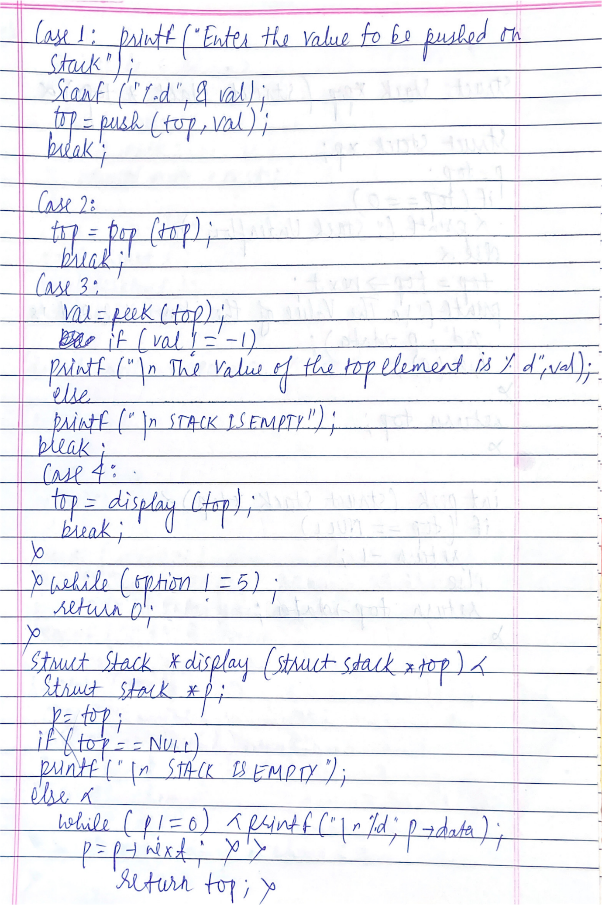 Case 1: printf ("Enter the value to be pushed on
Stack");
Scanf ("%d", & val);
top = push (top, val);
break;
Case 2:
top = pop (top);
break;
Case 3:
val = peek (top);
if (val != -1)
printf ("\n The value of the top element is % d", val);
else
printf ("\n STACK IS EMPTY");
break;
Case 4:
top = display (top);
break;
}
} while (option != 5);
return 0;
}
Struct Stack * display (struct stack *top) {
Struct stack *p;
p = top;
if (top == NULL)
printf ("\n STACK IS EMPTY");
else {
while (p != 0) { printf ("\n %d", p→data);
p = p→next; } }
return top; }